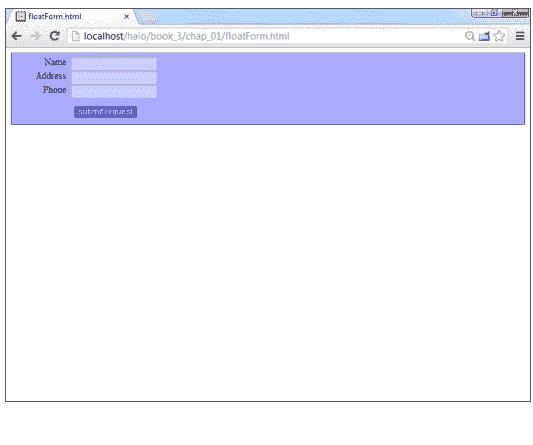 floatForm.html
localhost/haio/book_3/chap_01/floatForm.html
Name
Address
Phone
submit request